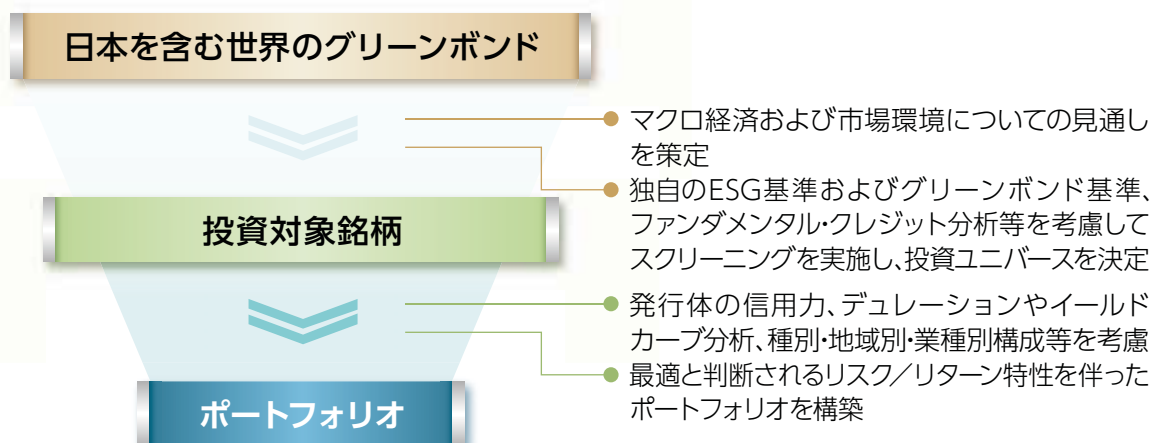 日本を含む世界のグリーンボンド
マクロ経済および市場環境についての見通し
を策定
独自のESG基準およびグリーンボンド基準、
ファンダメンタル・クレジット分析等を考慮して
スクリーニングを実施し、投資ユニバースを決定
投資対象銘柄
発行体の信用力、デュレーションやイールド
カーブ分析、種別・地域別・業種別構成等を考慮
最適と判断されるリスク／リターン特性を伴った
ポートフォリオを構築
ポートフォリオ